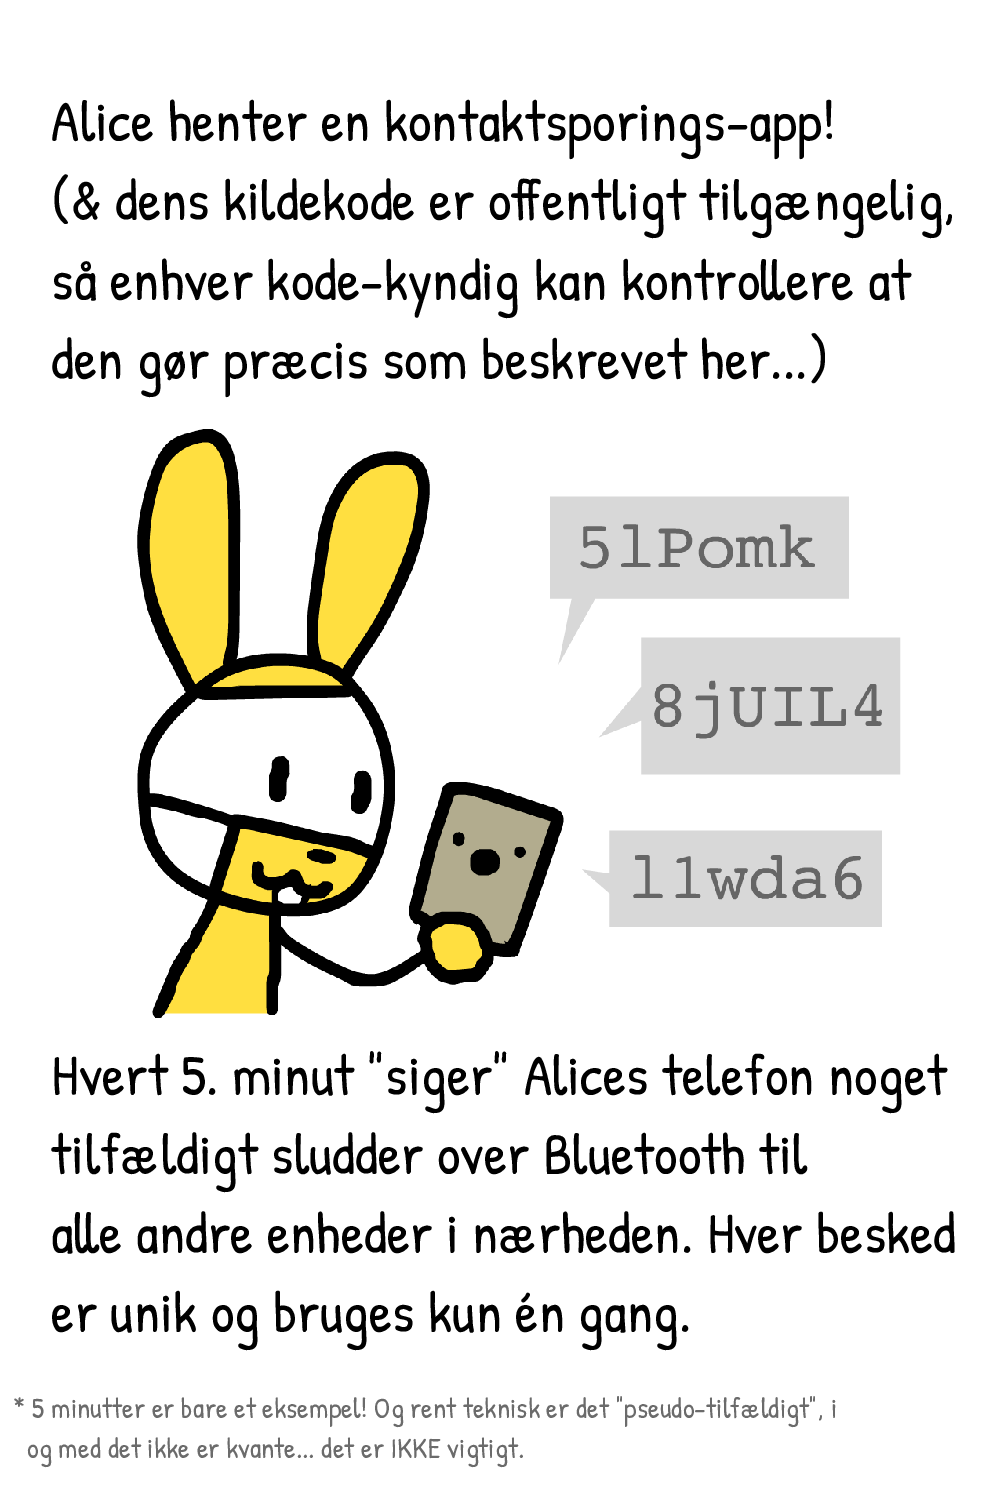 Alice henter en kontaktsporings-app!
(& dens kildekode er offentligt tilgængelig,
så enhver kode-kyndig kan kontrollere at
den gør præcis som beskrevet her...)
5lPomk
8jUIL4
l1wda6
Hvert 5. minut "siger" Alices telefon noget
tilfældigt sludder over Bluetooth til
alle andre enheder i nærheden. Hver besked
er unik og bruges kun én gang.
* 5 minutter er bare et eksempel! Og rent teknisk er det "pseudo-tilfældigt", i
og med det ikke er kvante... det er IKKE vigtigt.